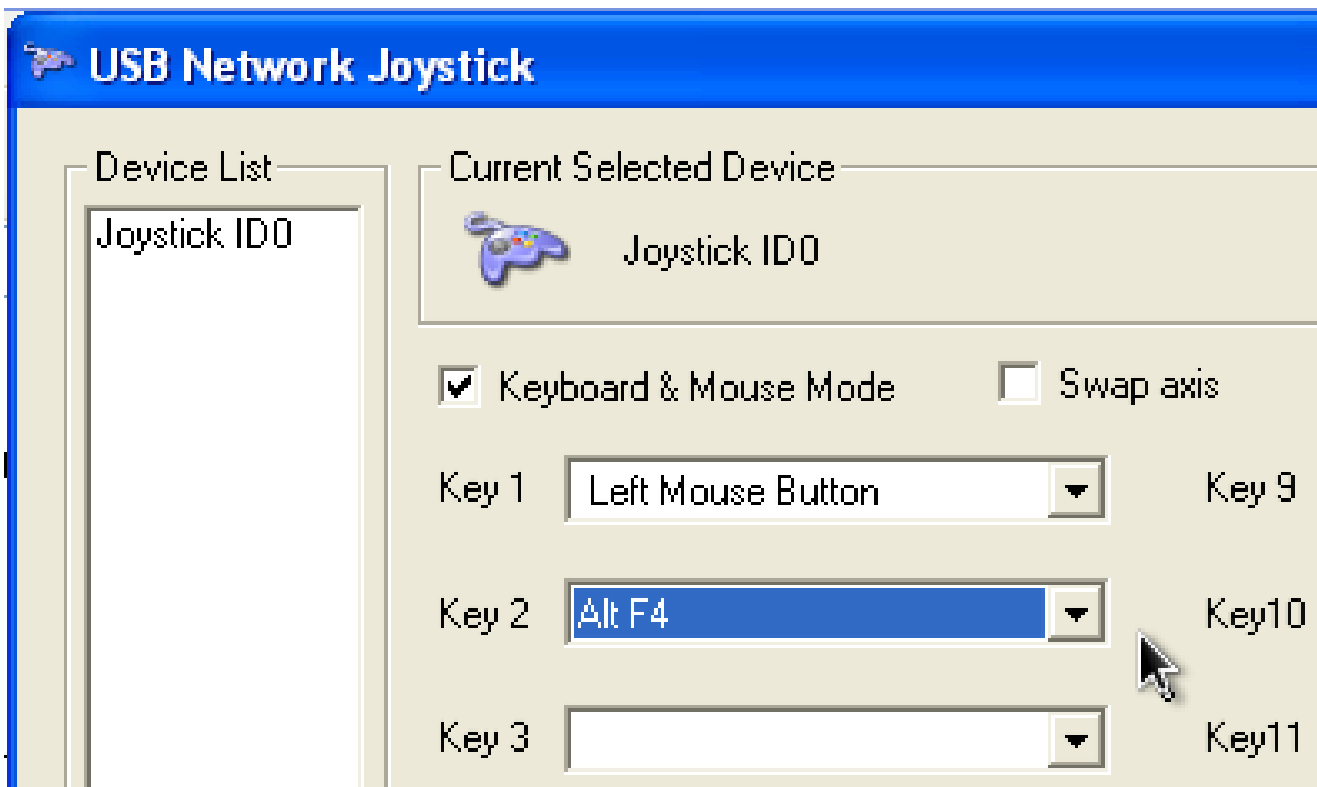 USB Network Joystick
Device List
Current Selected Device
Joystick ID0
Joystick ID0
Keyboard & Mouse Mode
Swap axis
Key 1
Left Mouse Button
Key 9
Key 2
Alt F4
Key10
Key 3
Key11